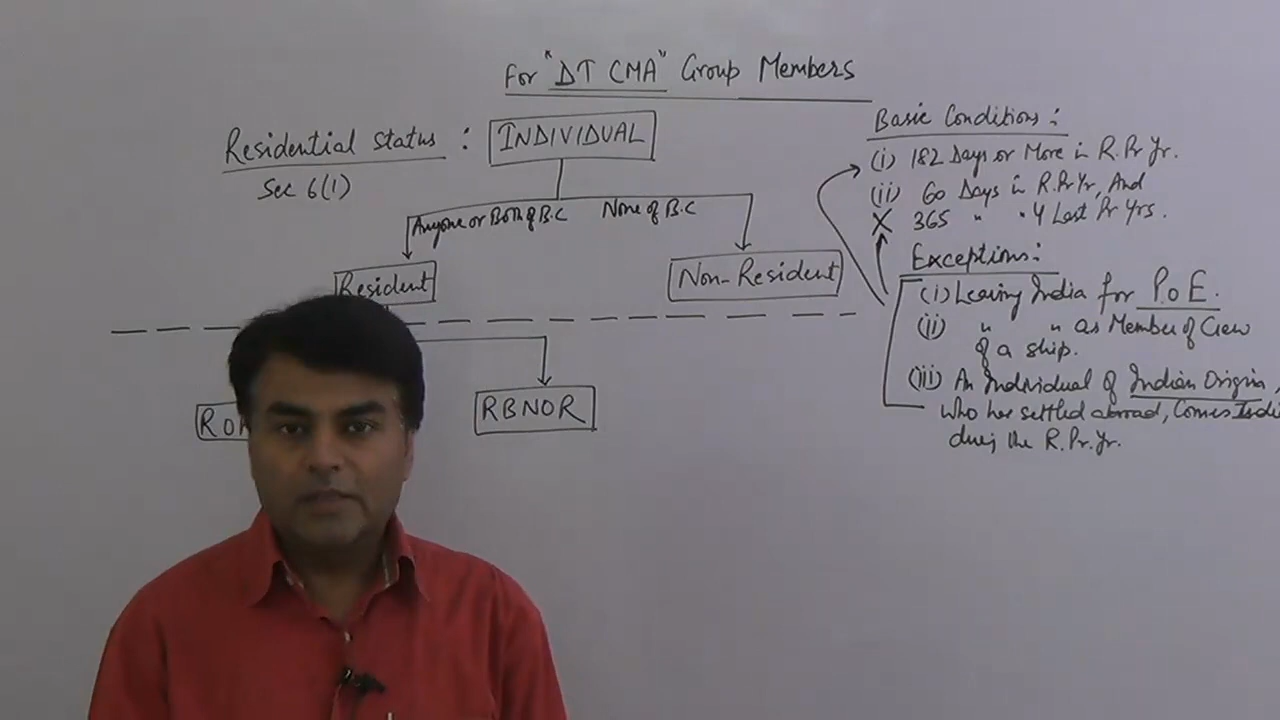 For "DT CMA" Group Members
Residential Status : INDIVIDUAL
Sec 6(1)
Anyone or Both of B.C
None of B.C
Resident
Non-Resident
RBNOR
Basic Conditions :
(i) 182 Days or More in R.Pr Yr.
(ii) 60 Days in R.Pr Yr, And
X 365 " " 4 Last Pr Yrs.
Exceptions :
(i) Leaving India for P.o E.
(ii) " " as Member of Crew
of a ship.
(iii) An Individual of Indian Origin,
who has settled abroad, Comes
during the R.Pr.Yr.